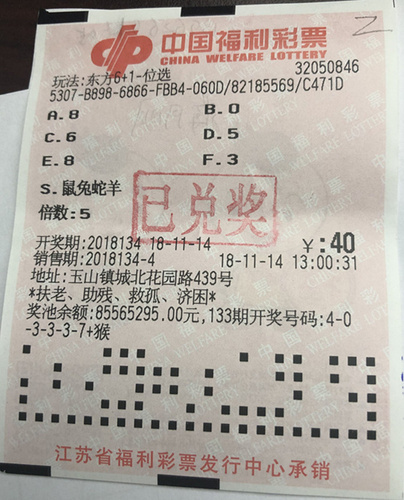 中国福利彩票
CHINA WELFARE LOTTERY
玩法:东方6+1-位选 32050846
5307-B898-6866-FBB4-060D/82185569/C471D
A.8 B.0
C.6 D.5
E.8 F.3
S.鼠兔蛇羊
已兑奖
倍数:5
开奖期:2018134 18-11-14 ¥:40
销售期:2018134-4 18-11-14 13:00:31
地址:玉山镇城北花园路439号
*扶老、助残、救孤、济困*
奖池余额:85565295.00元,133期开奖号码:4-0
-3-3-3-7+猴
江苏省福利彩票发行中心承销